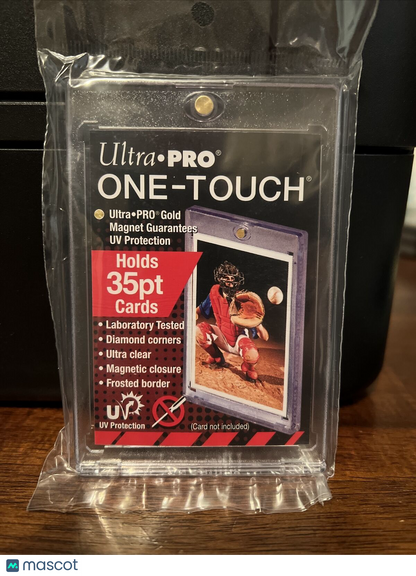 Ultra•PRO®
ONE-TOUCH®
Ultra•PRO® Gold
Magnet Guarantees
UV Protection
Holds
35pt
Cards
• Laboratory Tested
• Diamond corners
• Ultra clear
• Magnetic closure
• Frosted border
UV
UV Protection
(Card not included)
mascot